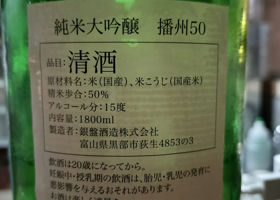 純米大吟醸　播州50
品目：清酒
原材料名：米（国産）、米こうじ（国産米）
精米歩合：50%
アルコール分：15度
内容量：1800ml
製造者：銀盤酒造株式会社
富山県黒部市荻生4853の3
飲酒は20歳になってから。
妊娠中・授乳期の飲酒は、胎児・乳児の発育に
悪影響を与えるおそれがあります。